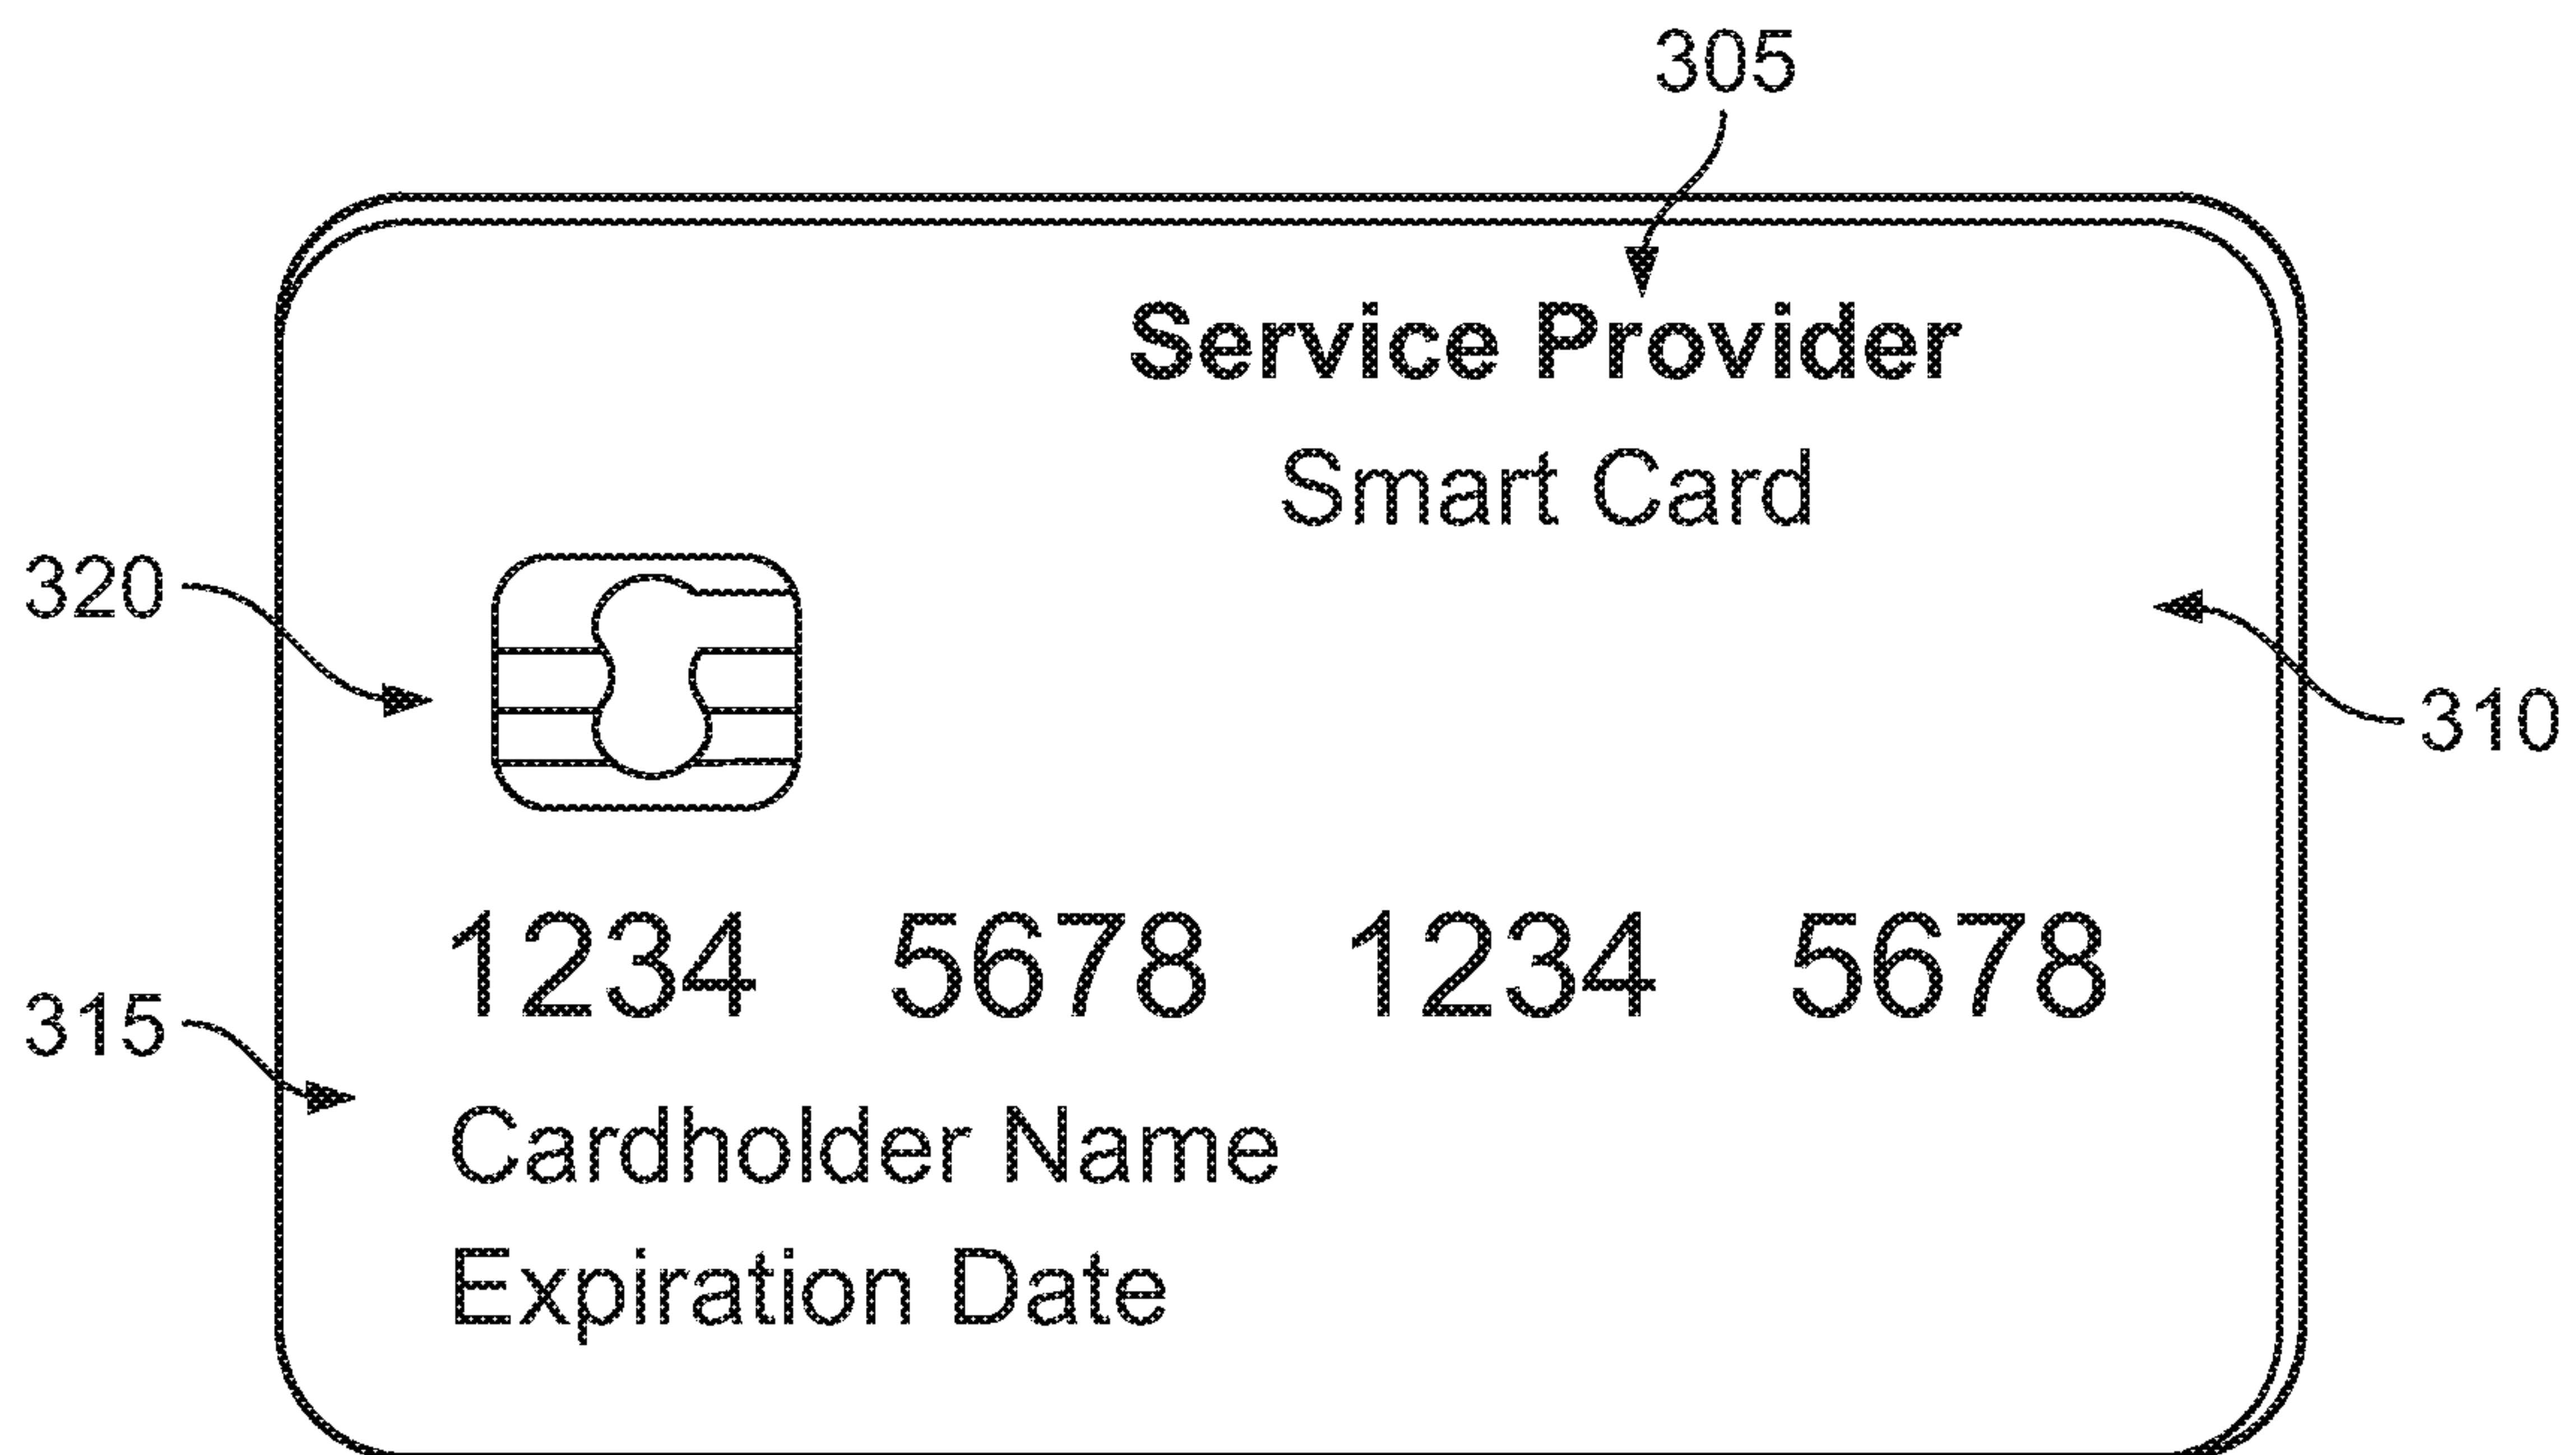 305
Service Provider
Smart Card
320
310
1234 5678 1234 5678
315
Cardholder Name
Expiration Date